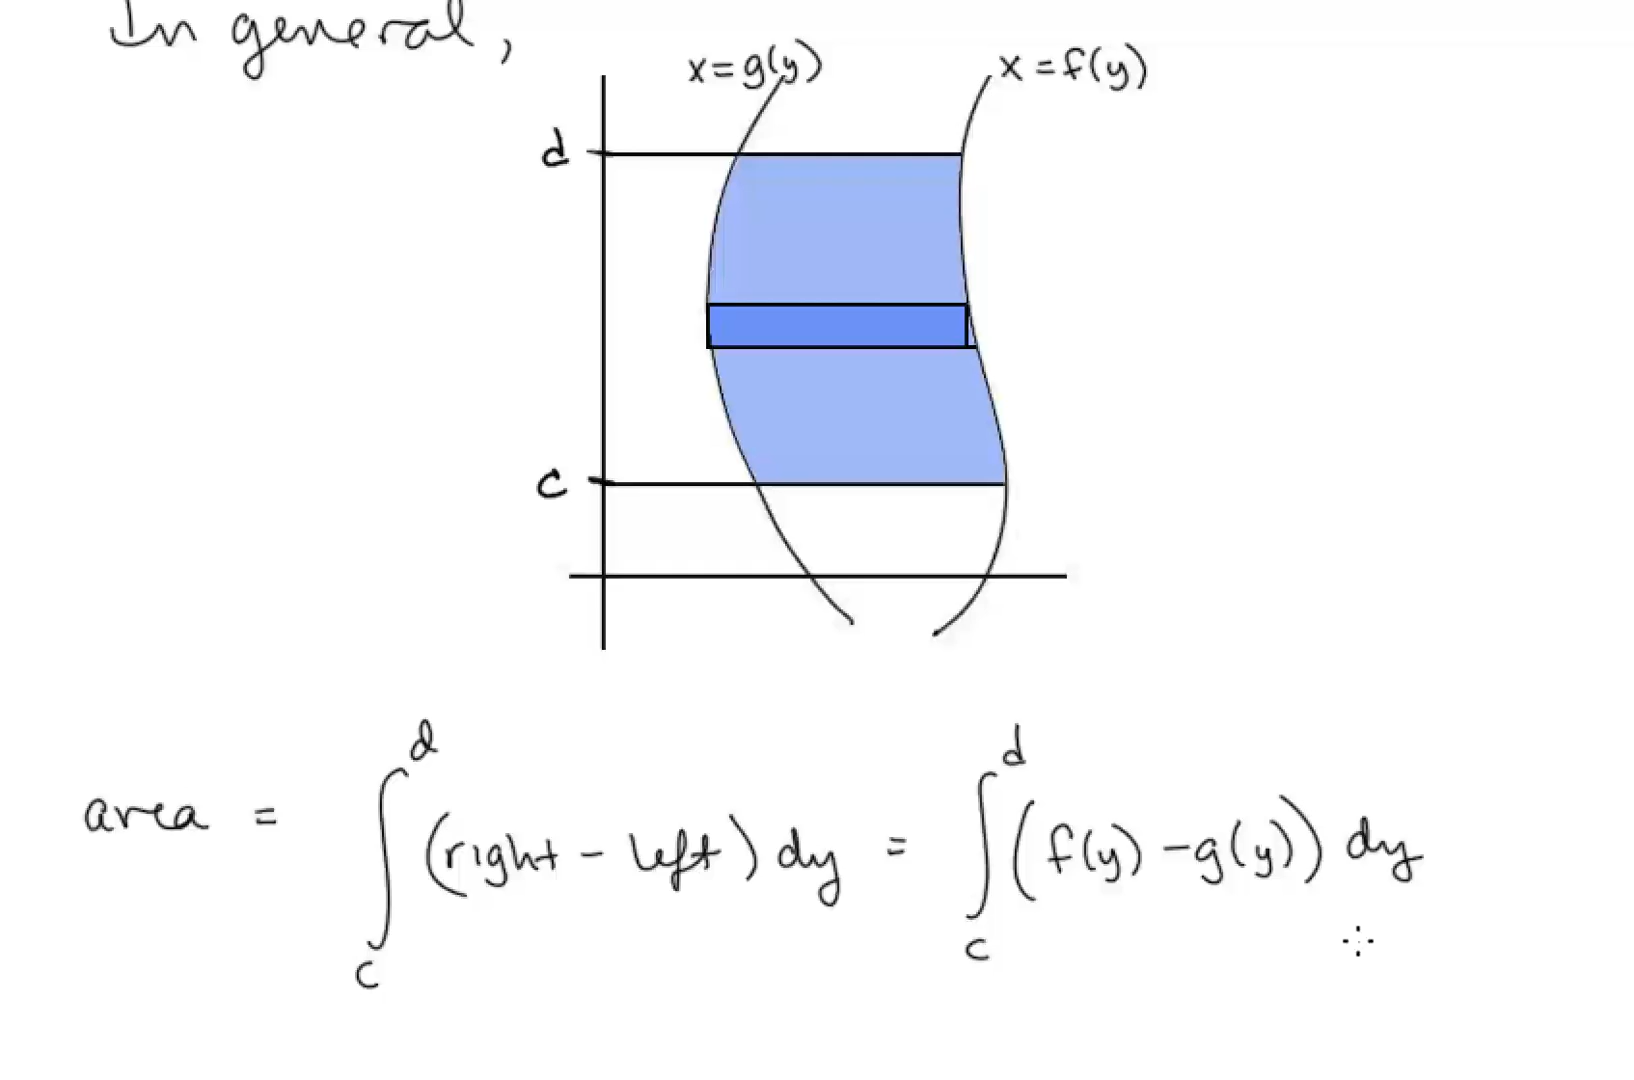 In general,
x=g(y) x=f(y)
d
c
area = ∫_c^d (right - left) dy = ∫_c^d (f(y) - g(y)) dy